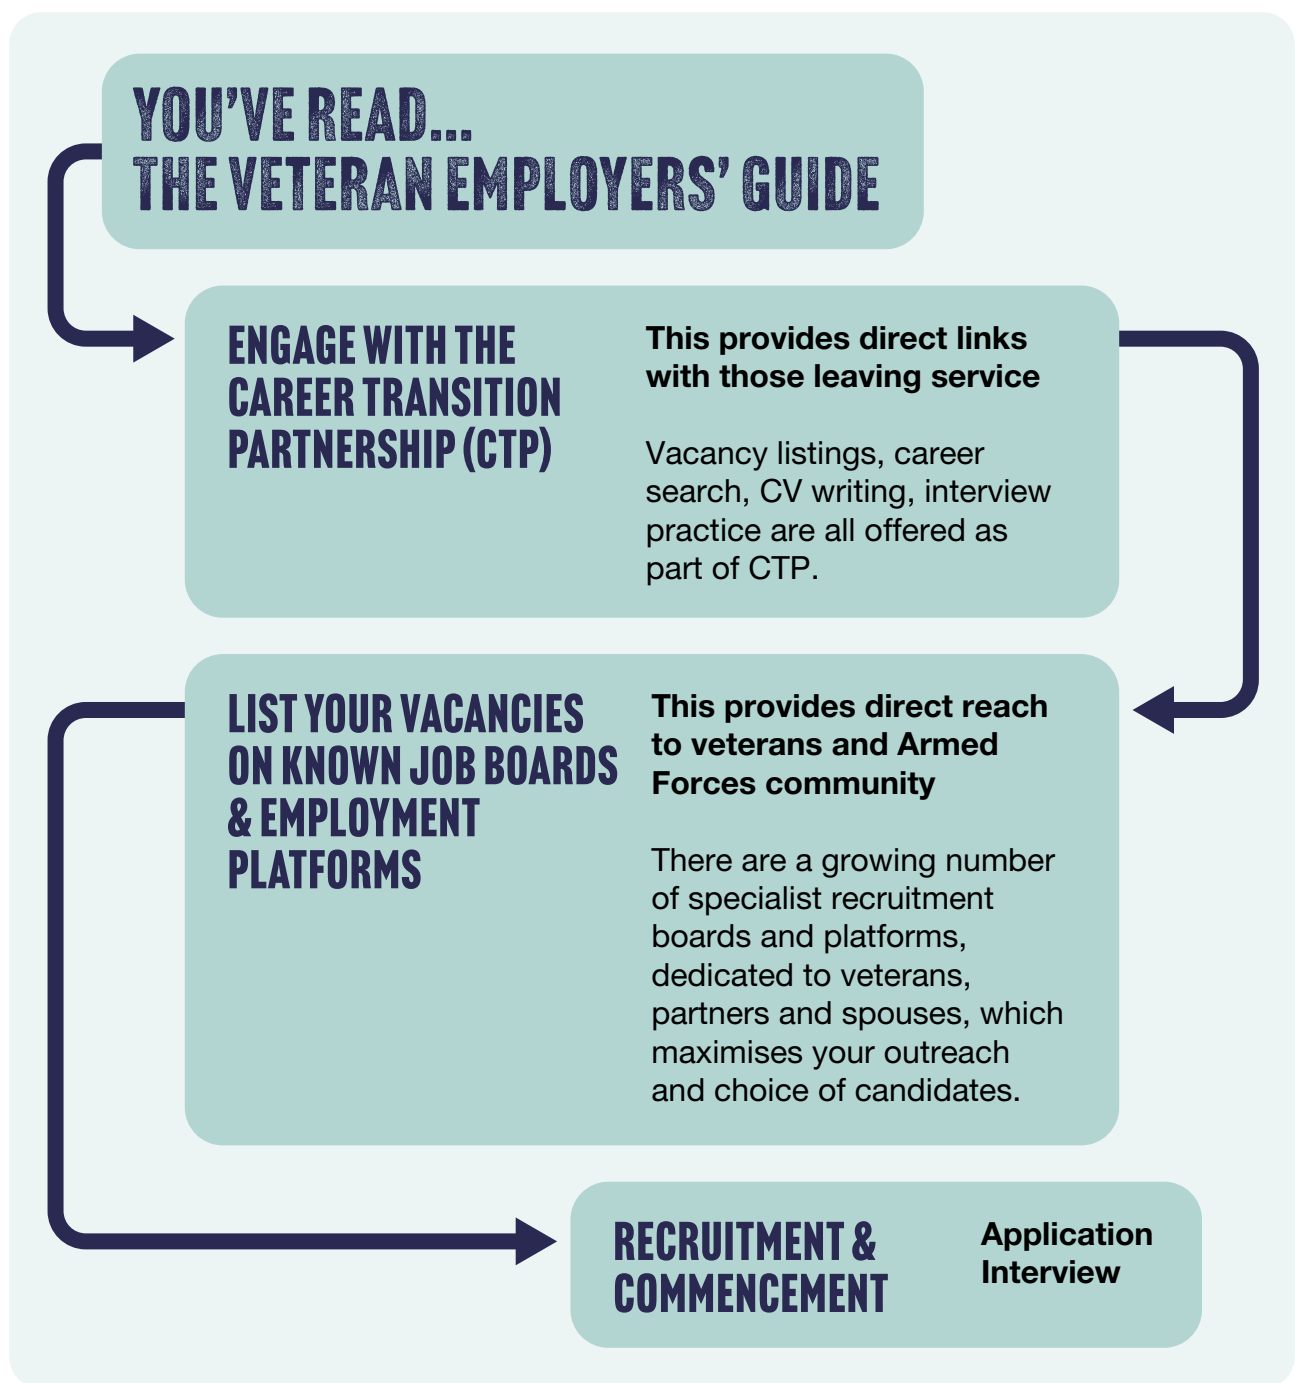 YOU’VE READ...
THE VETERAN EMPLOYERS’ GUIDE
ENGAGE WITH THE
CAREER TRANSITION
PARTNERSHIP (CTP)
This provides direct links
with those leaving service
Vacancy listings, career
search, CV writing, interview
practice are all offered as
part of CTP.
LIST YOUR VACANCIES
ON KNOWN JOB BOARDS
& EMPLOYMENT
PLATFORMS
This provides direct reach
to veterans and Armed
Forces community
There are a growing number
of specialist recruitment
boards and platforms,
dedicated to veterans,
partners and spouses, which
maximises your outreach
and choice of candidates.
RECRUITMENT &
COMMENCEMENT
Application
Interview